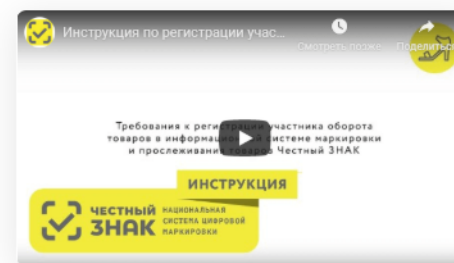 Инструкция по регистрации учас...
Смотреть позже
Поделиться
Требования к регистрации участника оборота
товаров в информационной системе маркировки
и прослеживания товаров Честный ЗНАК
ИНСТРУКЦИЯ
ЧЕСТНЫЙ
ЗНАК
НАЦИОНАЛЬНАЯ
СИСТЕМА ЦИФРОВОЙ
МАРКИРОВКИ